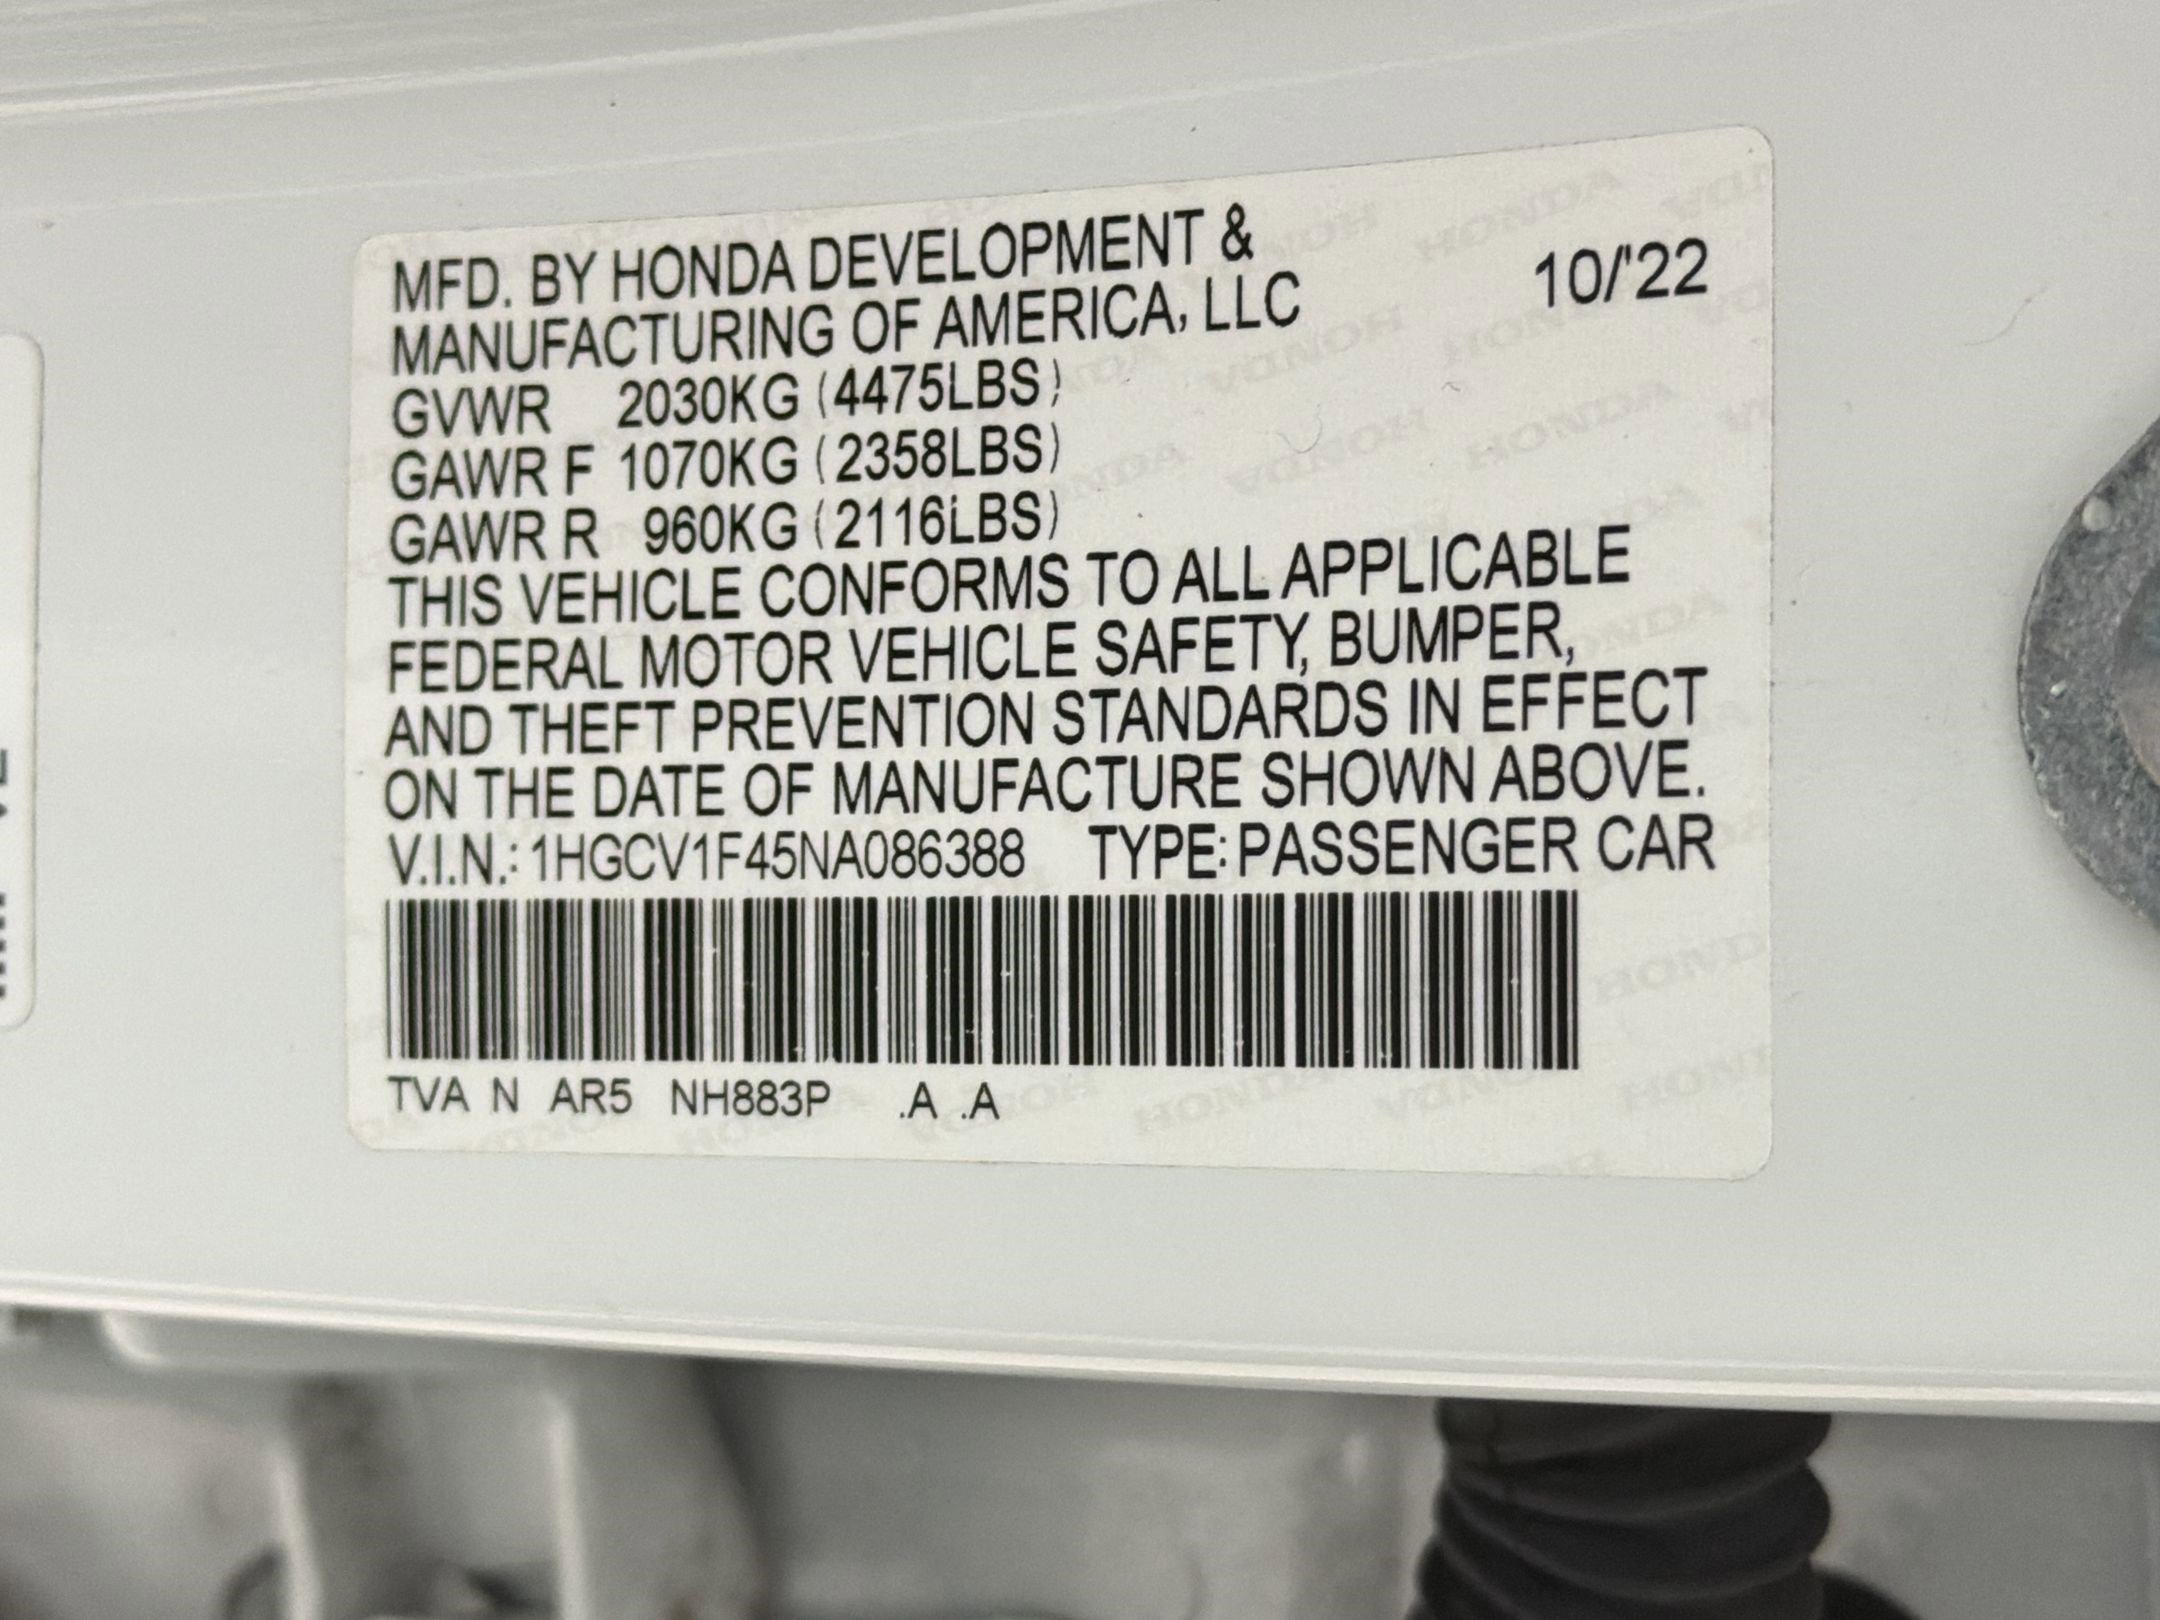 MFD. BY HONDA DEVELOPMENT &
MANUFACTURING OF AMERICA, LLC
10/'22
GVWR 2030KG (4475LBS)
GAWR F 1070KG (2358LBS)
GAWR R 960KG (2116LBS)
THIS VEHICLE CONFORMS TO ALL APPLICABLE
FEDERAL MOTOR VEHICLE SAFETY, BUMPER,
AND THEFT PREVENTION STANDARDS IN EFFECT
ON THE DATE OF MANUFACTURE SHOWN ABOVE.
V.I.N.: 1HGCV1F45NA086388 TYPE: PASSENGER CAR
TVA N AR5 NH883P .A .A